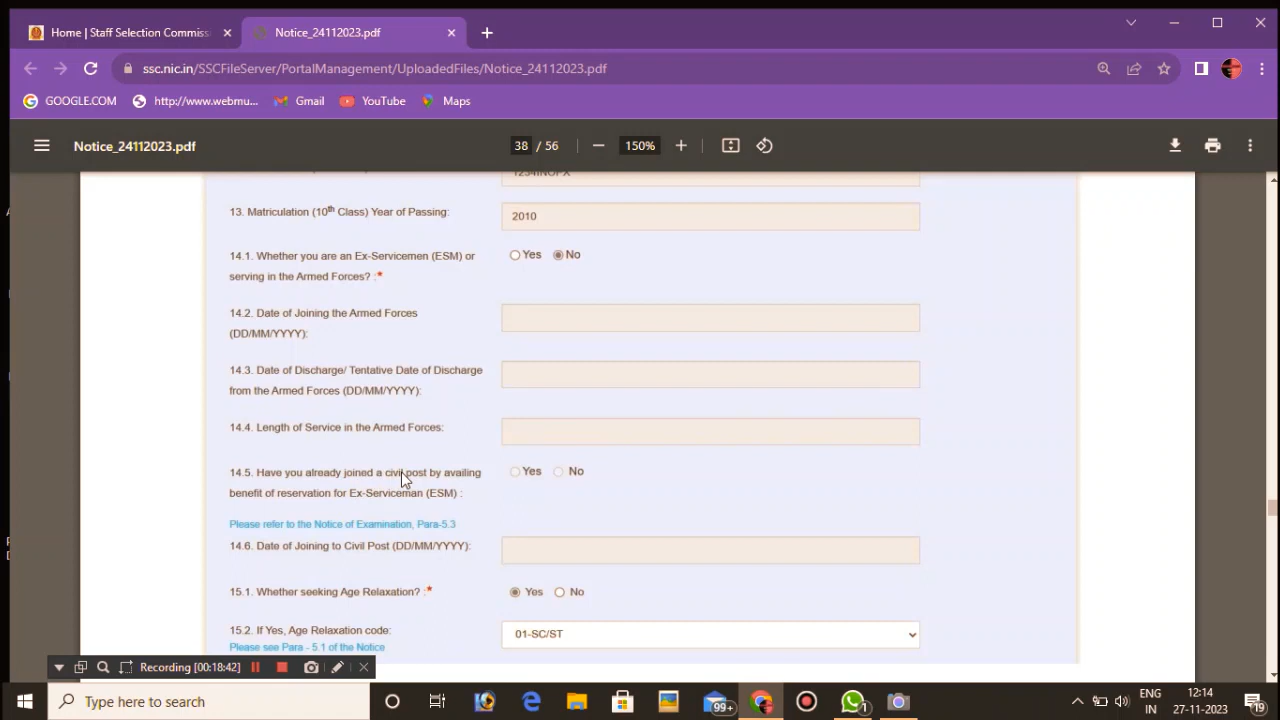 Home | Staff Selection Commiss
Notice_24112023.pdf
ssc.nic.in/SSCFileServer/PortalManagement/UploadedFiles/Notice_24112023.pdf
GOOGLE.COM
http://www.webmu...
Gmail
YouTube
Maps
Notice_24112023.pdf
38 / 56
150%
13. Matriculation (10th Class) Year of Passing:
2010
14.1. Whether you are an Ex-Servicemen (ESM) or
serving in the Armed Forces? :*
Yes No
14.2. Date of Joining the Armed Forces
(DD/MM/YYYY):
14.3. Date of Discharge/ Tentative Date of Discharge
from the Armed Forces (DD/MM/YYYY):
14.4. Length of Service in the Armed Forces:
14.5. Have you already joined a civil post by availing
benefit of reservation for Ex-Serviceman (ESM) :
Yes No
Please refer to the Notice of Examination, Para-5.3
14.6. Date of Joining to Civil Post (DD/MM/YYYY):
15.1. Whether seeking Age Relaxation? :*
Yes No
15.2. If Yes, Age Relaxation code:
01-SC/ST
Please see Para - 5.1 of the Notice
Recording [00:18:42]
Type here to search
99+
1
ENG
IN
12:14
27-11-2023
19